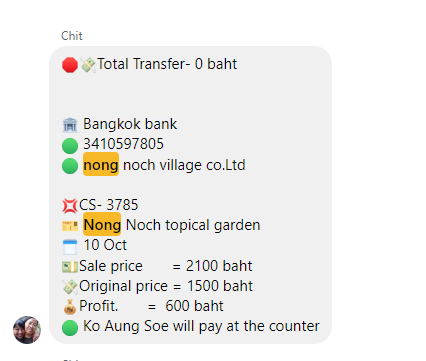 Chit
🔴💸Total Transfer- 0 baht
🏦 Bangkok bank
🟢 3410597805
🟢 nong noch village co.Ltd
💢CS- 3785
🎫 Nong Noch topical garden
🗓️ 10 Oct
💵Sale price = 2100 baht
💸Original price = 1500 baht
💰Profit. = 600 baht
🟢 Ko Aung Soe will pay at the counter